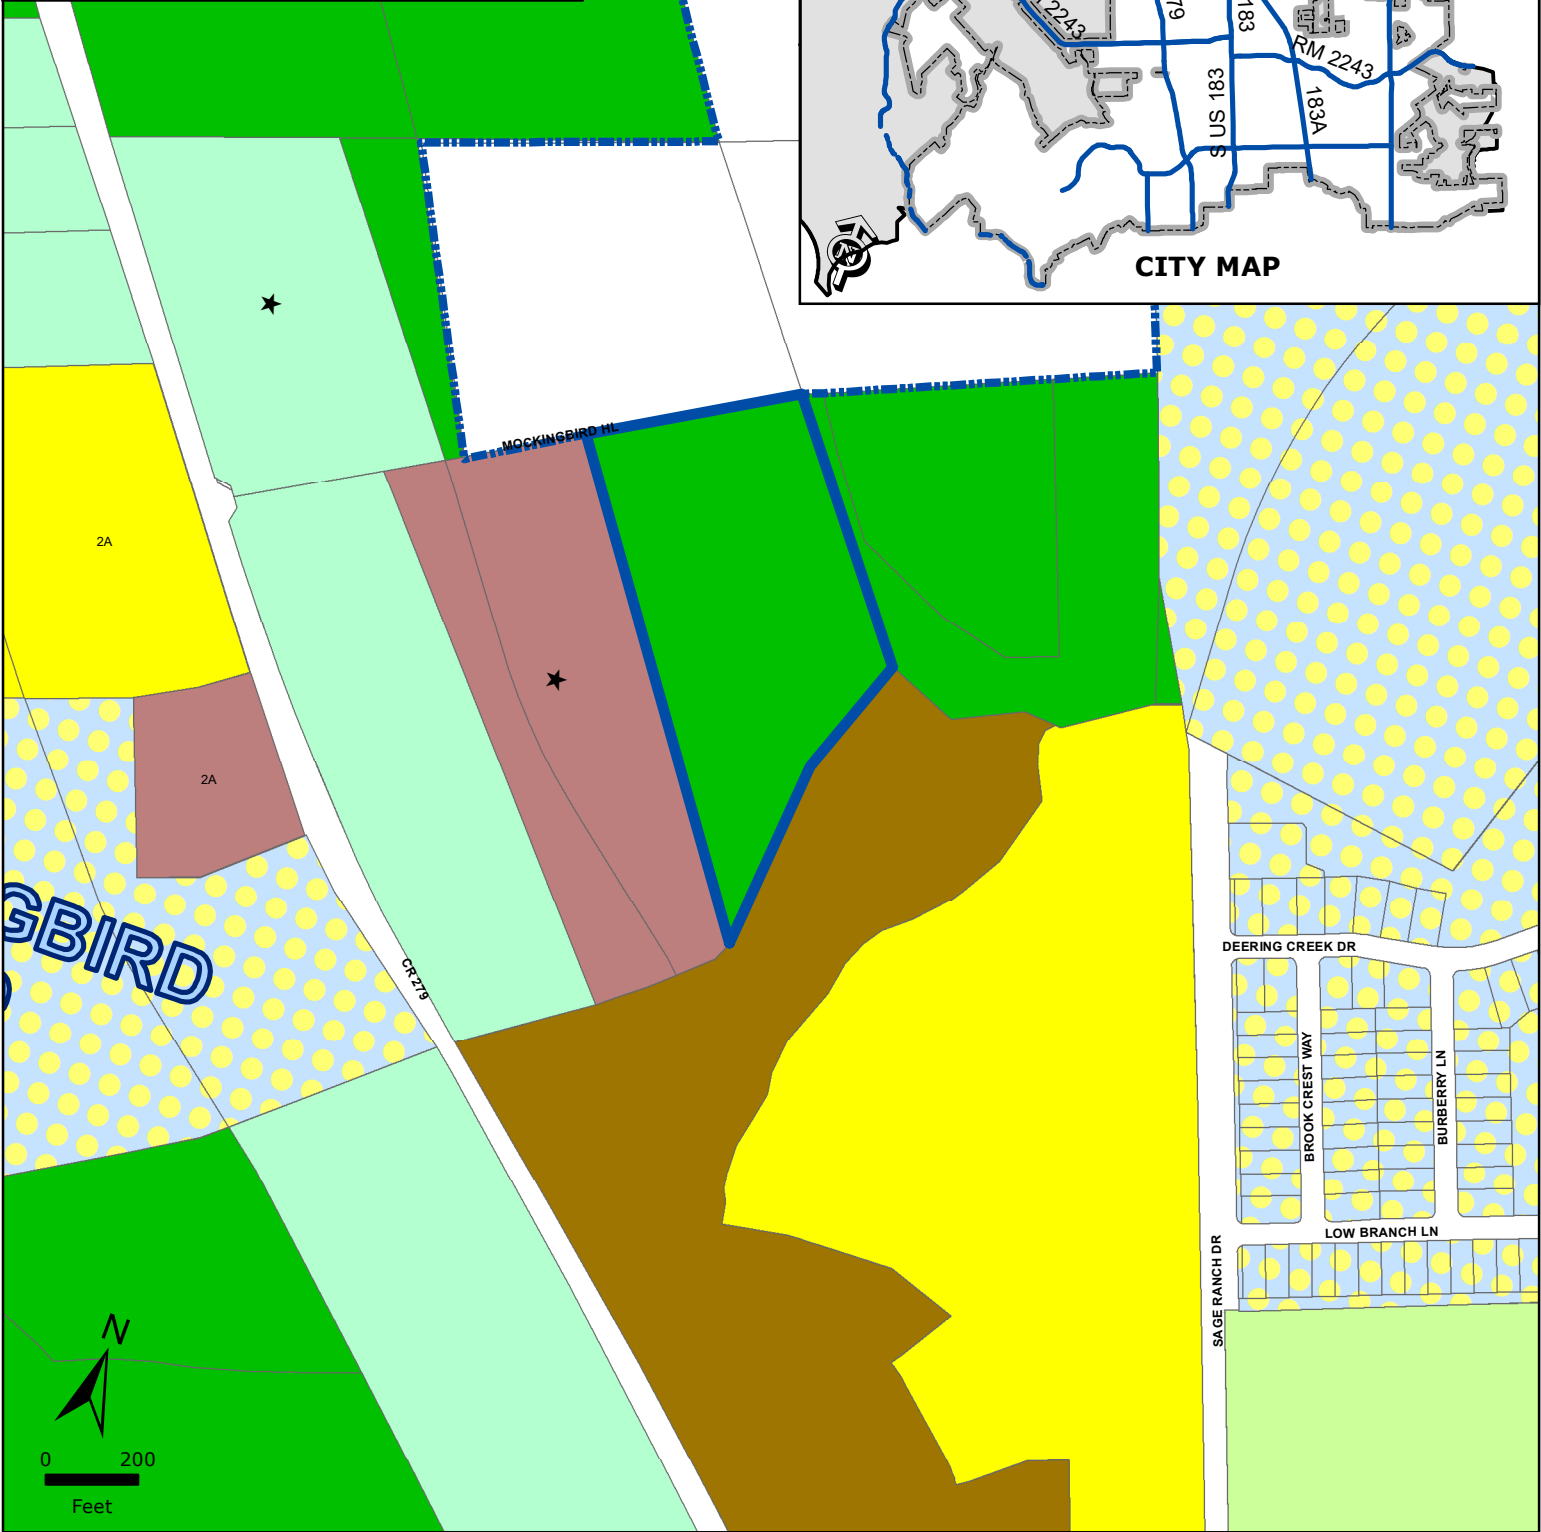 2243
79
183
RM 2243
S US 183
183A
CITY MAP
MOCKINGBIRD HL
2A
2A
GBIRD
CR 279
DEERING CREEK DR
BROOK CREST WAY
BURBERRY LN
LOW BRANCH LN
SAGE RANCH DR
N
0 200
Feet